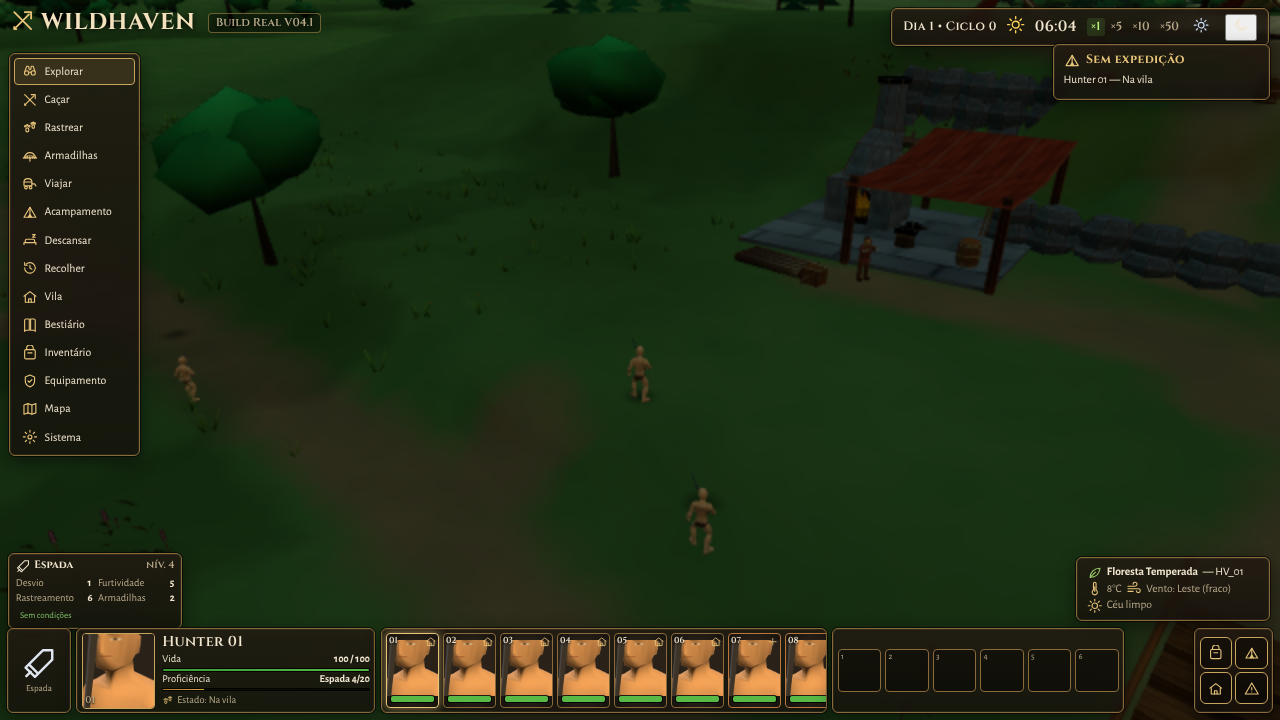 WILDHAVEN
Build Real V04.1
Dia 1 • Ciclo 0
06:04
×1 ×5 ×10 ×50
Sem expedição
Hunter 01 — Na vila
Explorar
Caçar
Rastrear
Armadilhas
Viajar
Acampamento
Descansar
Recolher
Vila
Bestiário
Inventário
Equipamento
Mapa
Sistema
Espada NÍV. 4
Desvio 1 Furtividade 5
Rastreamento 6 Armadilhas 2
Sem condições
Floresta Temperada — HV_01
8°C Vento: Leste (fraco)
Céu limpo
Espada
01
Hunter 01
Vida 100/100
Proficiência Espada 4/20
Estado: Na vila
01 02 03 04 05 06 07 08
1 2 3 4 5 6